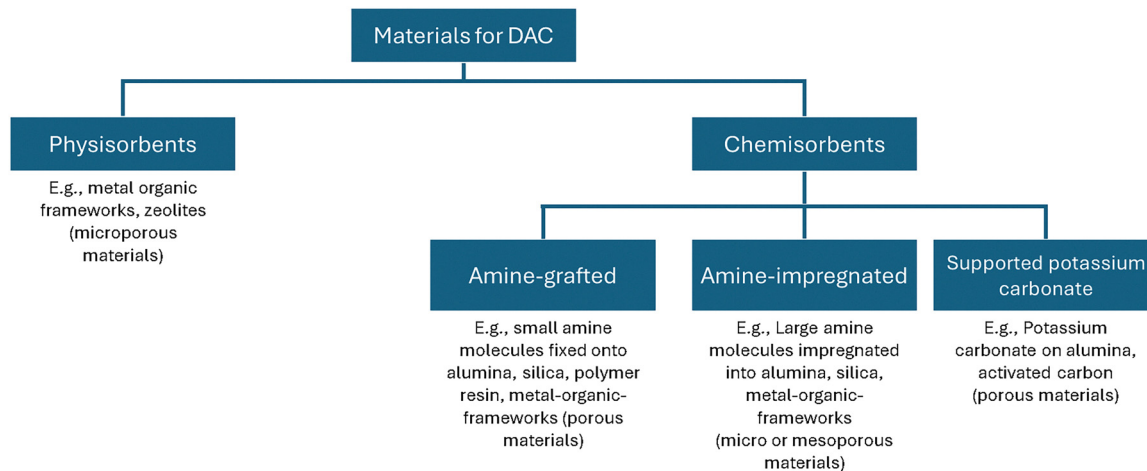 Materials for DAC
Physisorbents
E.g., metal organic
frameworks, zeolites
(microporous
materials)
Chemisorbents
Amine-grafted
E.g., small amine
molecules fixed onto
alumina, silica, polymer
resin, metal-organic-
frameworks (porous
materials)
Amine-impregnated
E.g., Large amine
molecules impregnated
into alumina, silica,
metal-organic-
frameworks
(micro or mesoporous
materials)
Supported potassium
carbonate
E.g., Potassium
carbonate on alumina,
activated carbon
(porous materials)